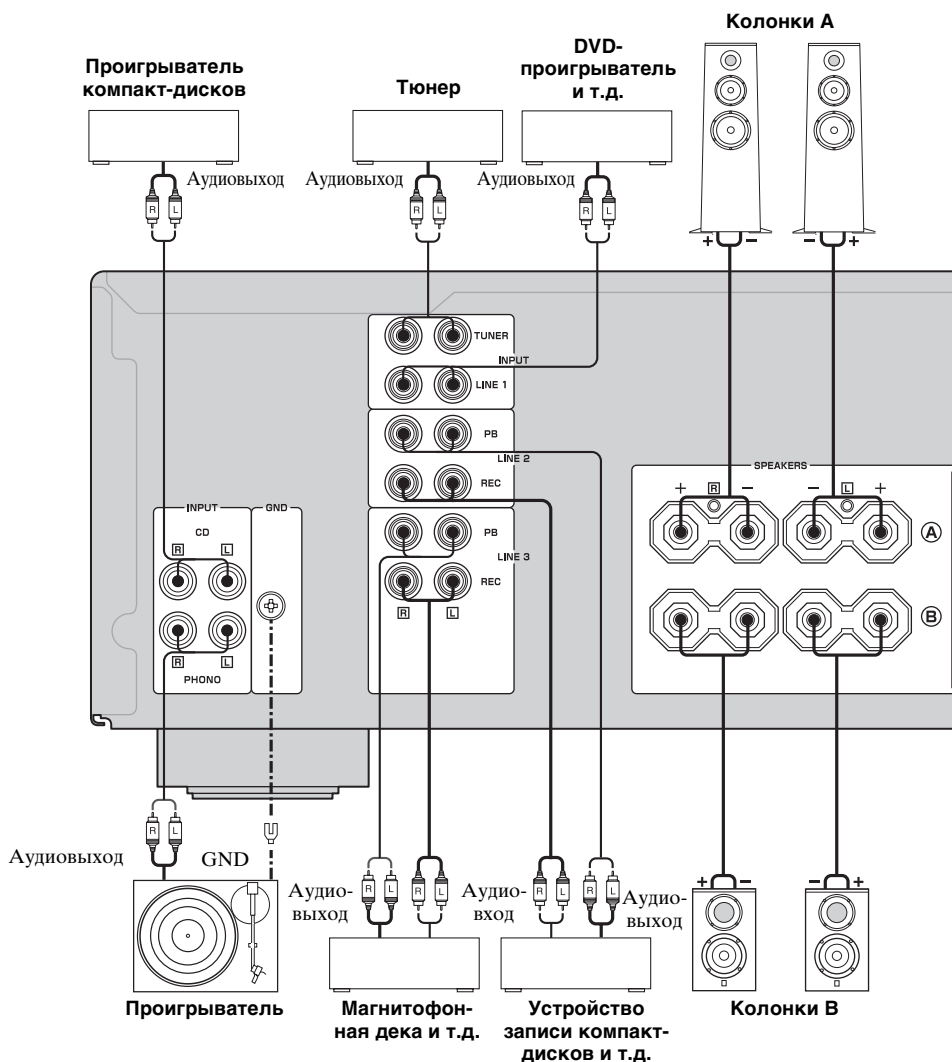 Колонки А
DVD-
проигрыватель
и т.д.
Проигрыватель
компакт-дисков
Тюнер
Аудиовыход
Аудиовыход
Аудиовыход
R L
R L
R L
+ − − +
TUNER
INPUT
LINE 1
PB
LINE 2
REC
PB
LINE 3
REC
R L
SPEAKERS
+ R − − L +
A
B
INPUT
GND
CD
R L
R L
PHONO
R L
Аудиовыход
GND
Аудио-
выход
R L
R L
Аудио-
вход
R L
R L
Аудио-
выход
+ − − +
Проигрыватель
Магнитофон-
ная дека и т.д.
Устройство
записи компакт-
дисков и т.д.
Колонки В